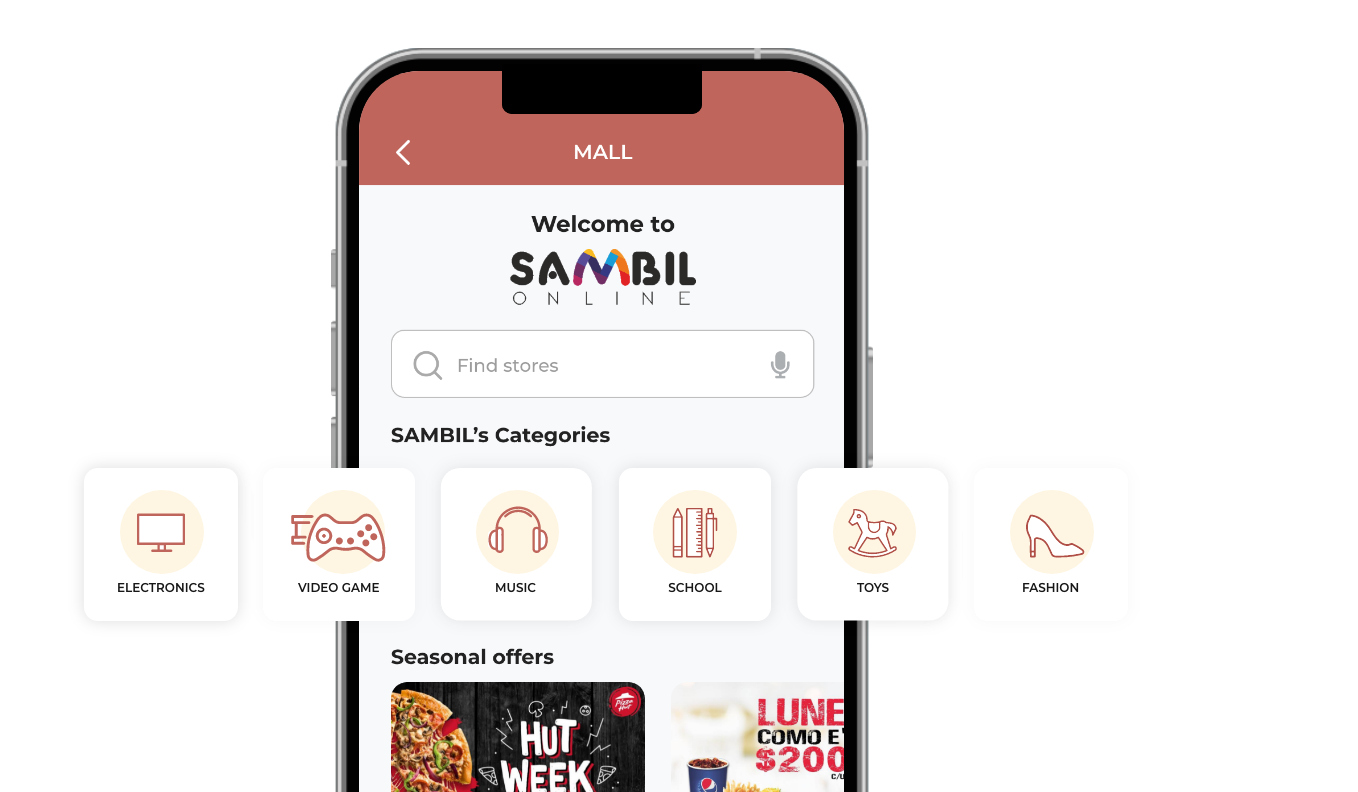 MALL
Welcome to
SAMBIL
ONLINE
Find stores
SAMBIL’s Categories
ELECTRONICS
VIDEO GAME
MUSIC
SCHOOL
TOYS
FASHION
Seasonal offers
Pizza
Hut
HUT
WEEK
LUNE
COMO E'
$200
C/U